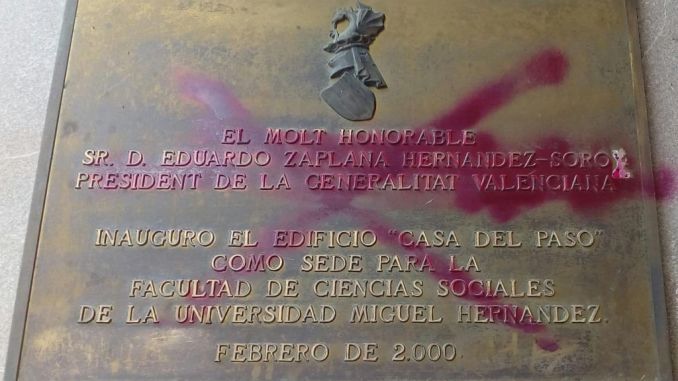 EL MOLT HONORABLE
SR. D. EDUARDO ZAPLANA HERNANDEZ-SORO
PRESIDENT DE LA GENERALITAT VALENCIANA
INAUGURO EL EDIFICIO "CASA DEL PASO"
COMO SEDE PARA LA
FACULTAD DE CIENCIAS SOCIALES
DE LA UNIVERSIDAD MIGUEL HERNANDEZ.
FEBRERO DE 2.000